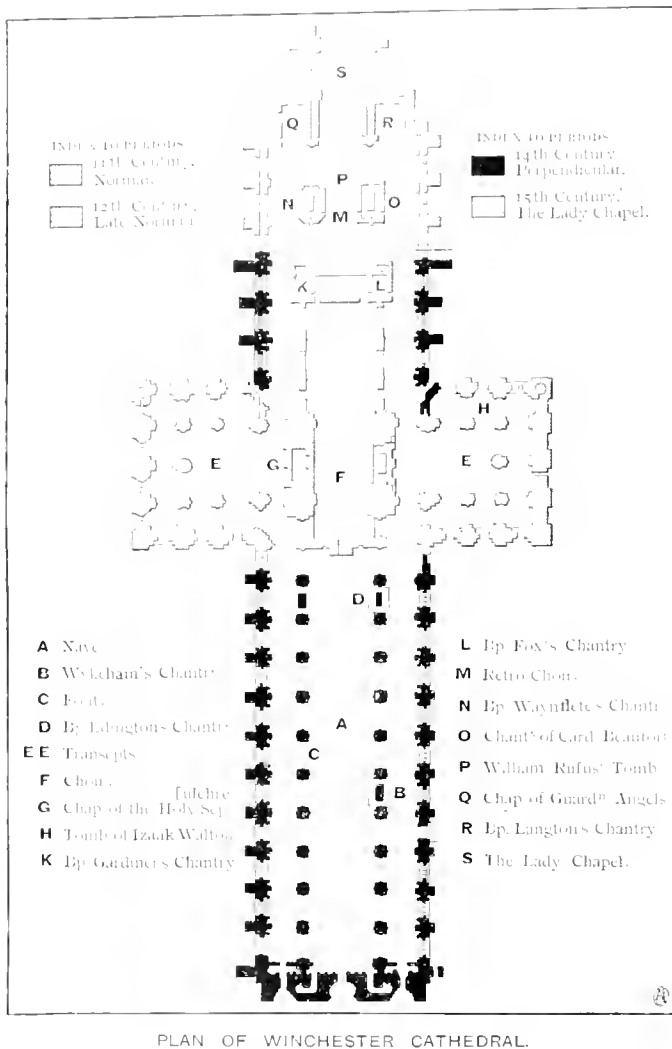 S
Q
R
INDEX TO PERIODS
11th Century,
Norman.
12th Century,
Late Norman
INDEX TO PERIODS
14th Century
Perpendicular.
15th Century,
The Lady Chapel.
P
N
M
O
K
L
H
E
G
F
E
D
A
C
B
A Nave
B Wykeham's Chantry
C Font.
D Bp Edington's Chantry
EE Transepts
F Choir.
[ulchre
G Chap of the Holy Sep
H Tomb of Izaak Walton
K Bp Gardiner's Chantry
L Bp Fox's Chantry
M Retro Choir.
N Bp Waynflete's Chantr
O Chant. of Card Beaufort
P William Rufus' Tomb
Q Chap of Guardn Angels
R Bp. Langton's Chantry
S The Lady Chapel.
PLAN OF WINCHESTER CATHEDRAL.